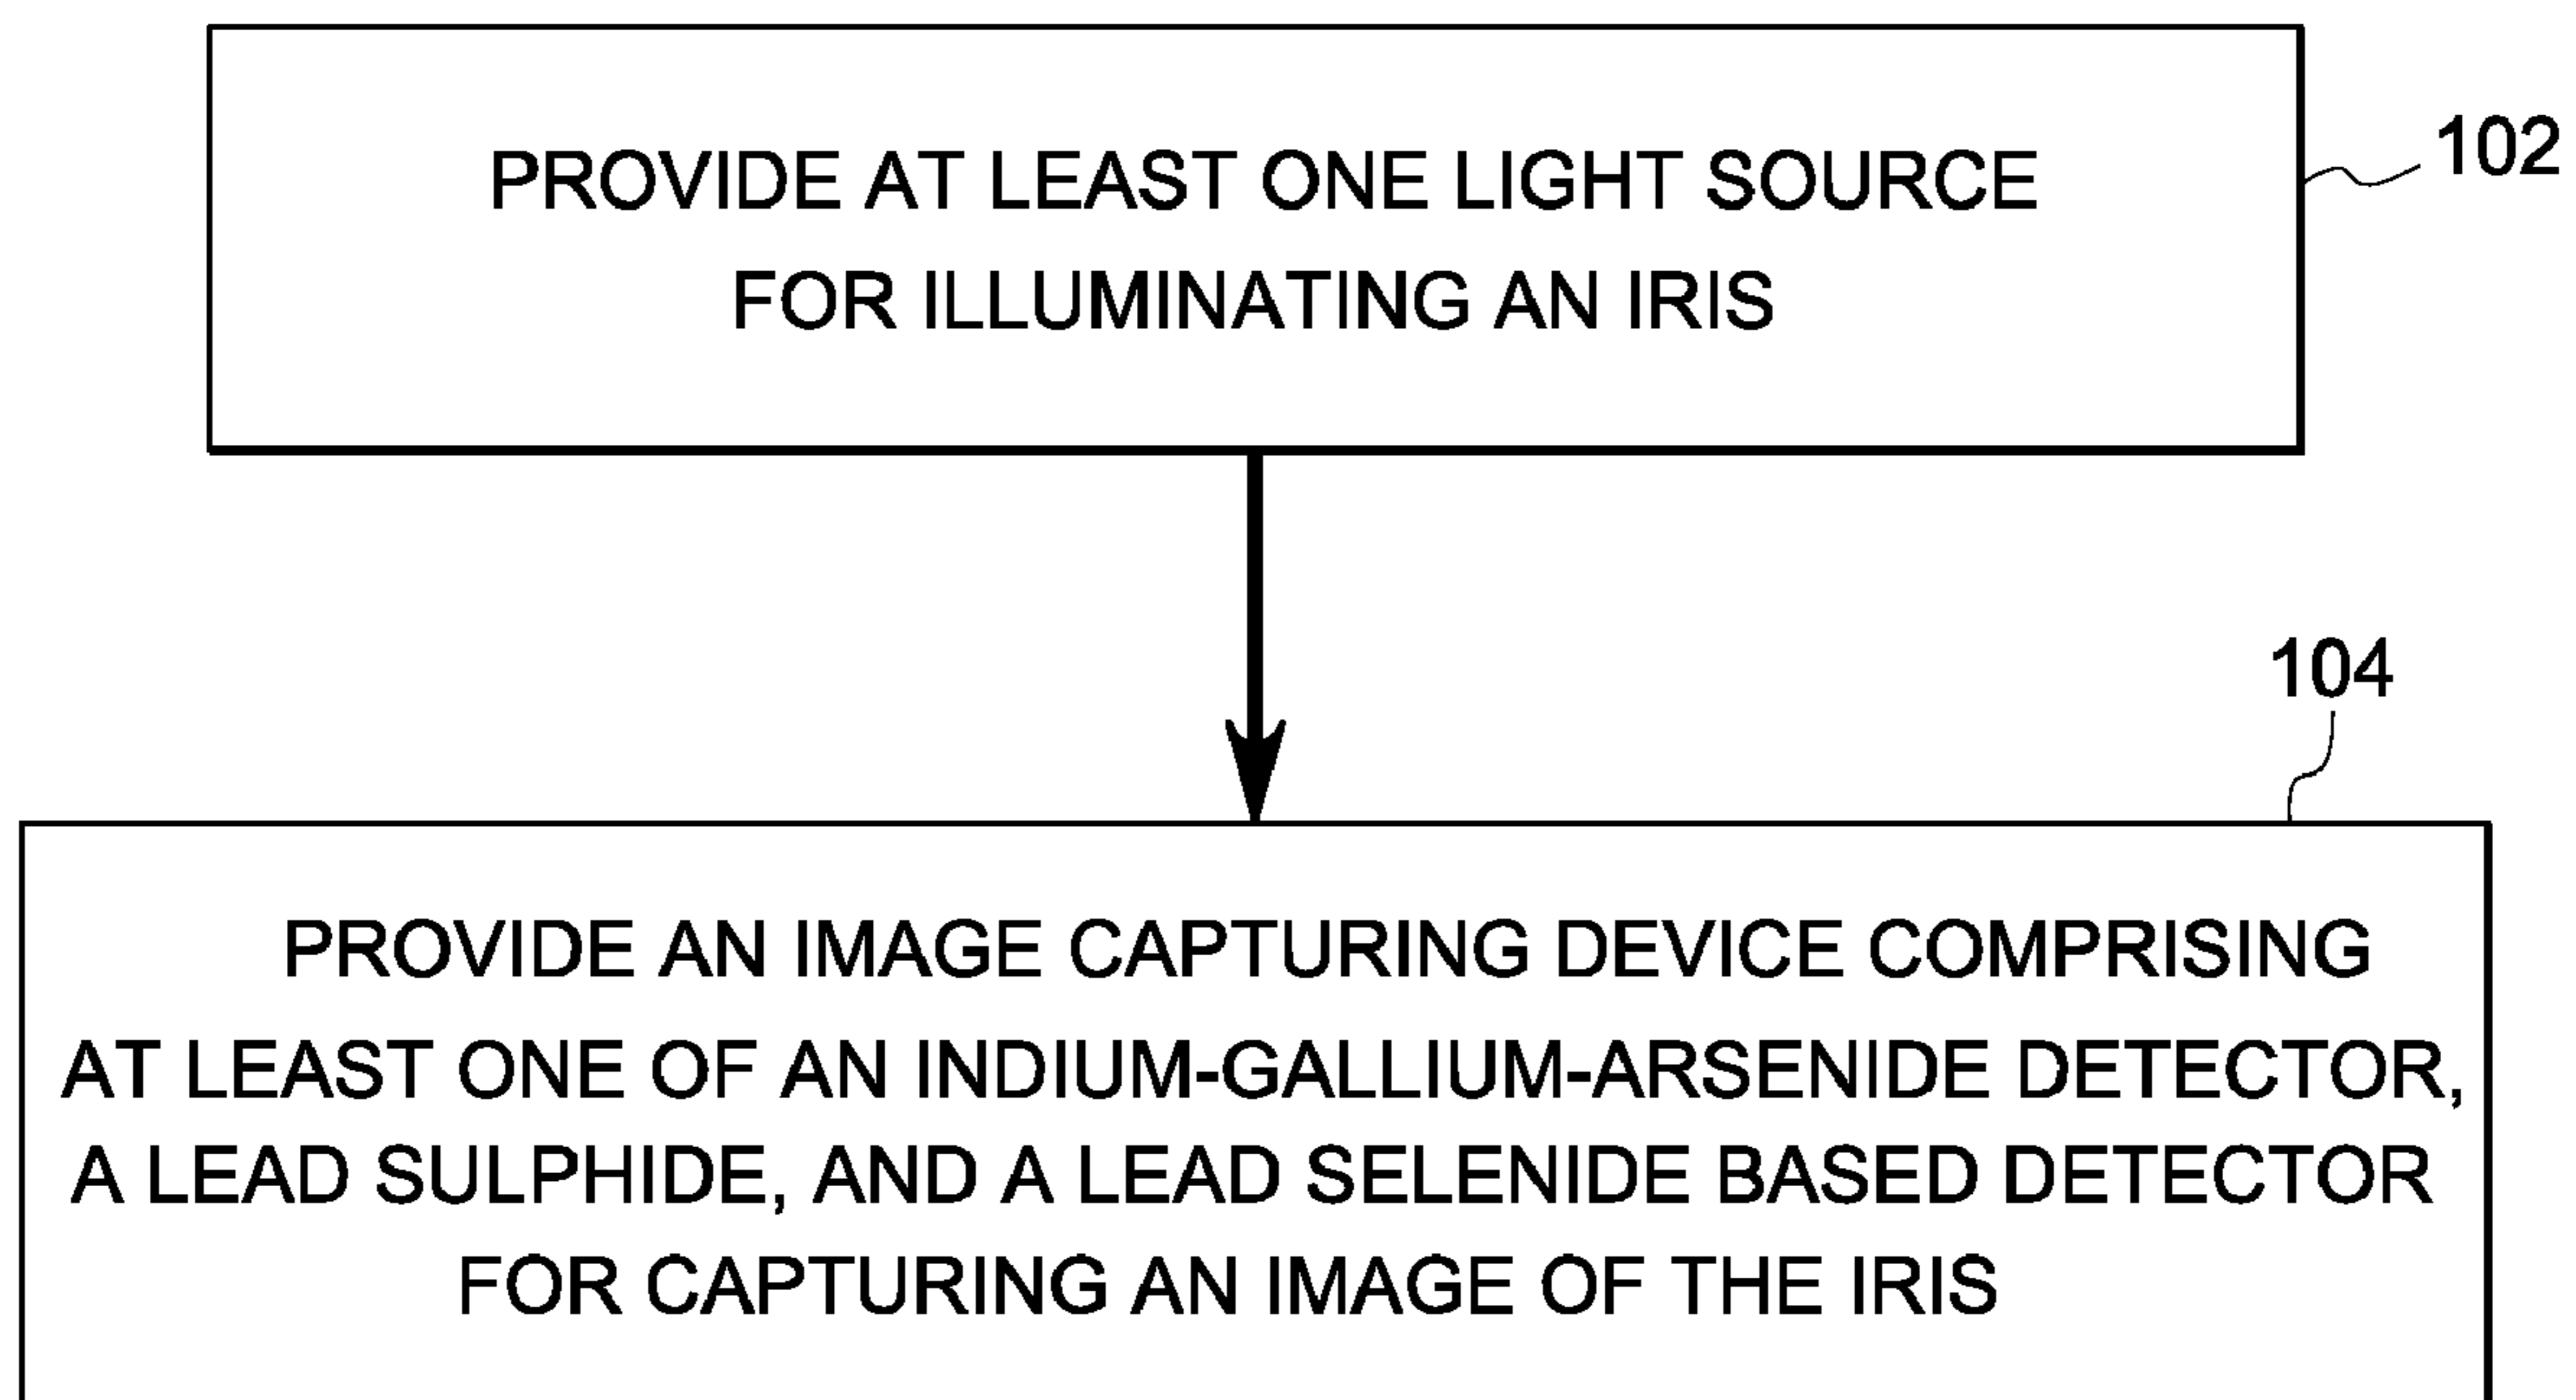 PROVIDE AT LEAST ONE LIGHT SOURCE
FOR ILLUMINATING AN IRIS
102
104
PROVIDE AN IMAGE CAPTURING DEVICE COMPRISING
AT LEAST ONE OF AN INDIUM-GALLIUM-ARSENIDE DETECTOR,
A LEAD SULPHIDE, AND A LEAD SELENIDE BASED DETECTOR
FOR CAPTURING AN IMAGE OF THE IRIS